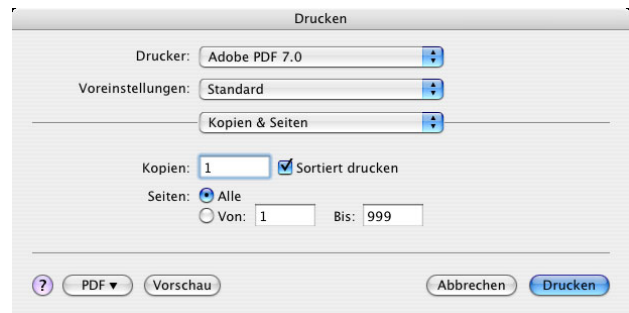 Drucken
Drucker: Adobe PDF 7.0
Voreinstellungen: Standard
Kopien & Seiten
Kopien: 1 Sortiert drucken
Seiten: Alle
Von: 1 Bis: 999
? PDF ▼ Vorschau Abbrechen Drucken